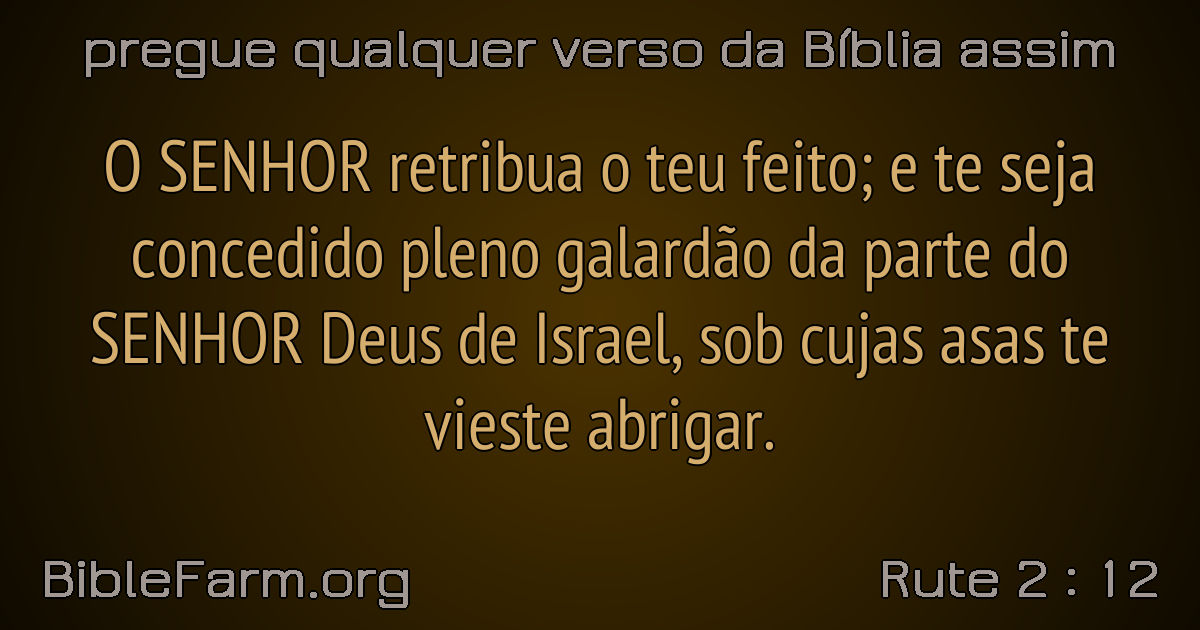 pregue qualquer verso da Bíblia assim
O SENHOR retribua o teu feito; e te seja
concedido pleno galardão da parte do
SENHOR Deus de Israel, sob cujas asas te
vieste abrigar.
BibleFarm.org
Rute 2 : 12